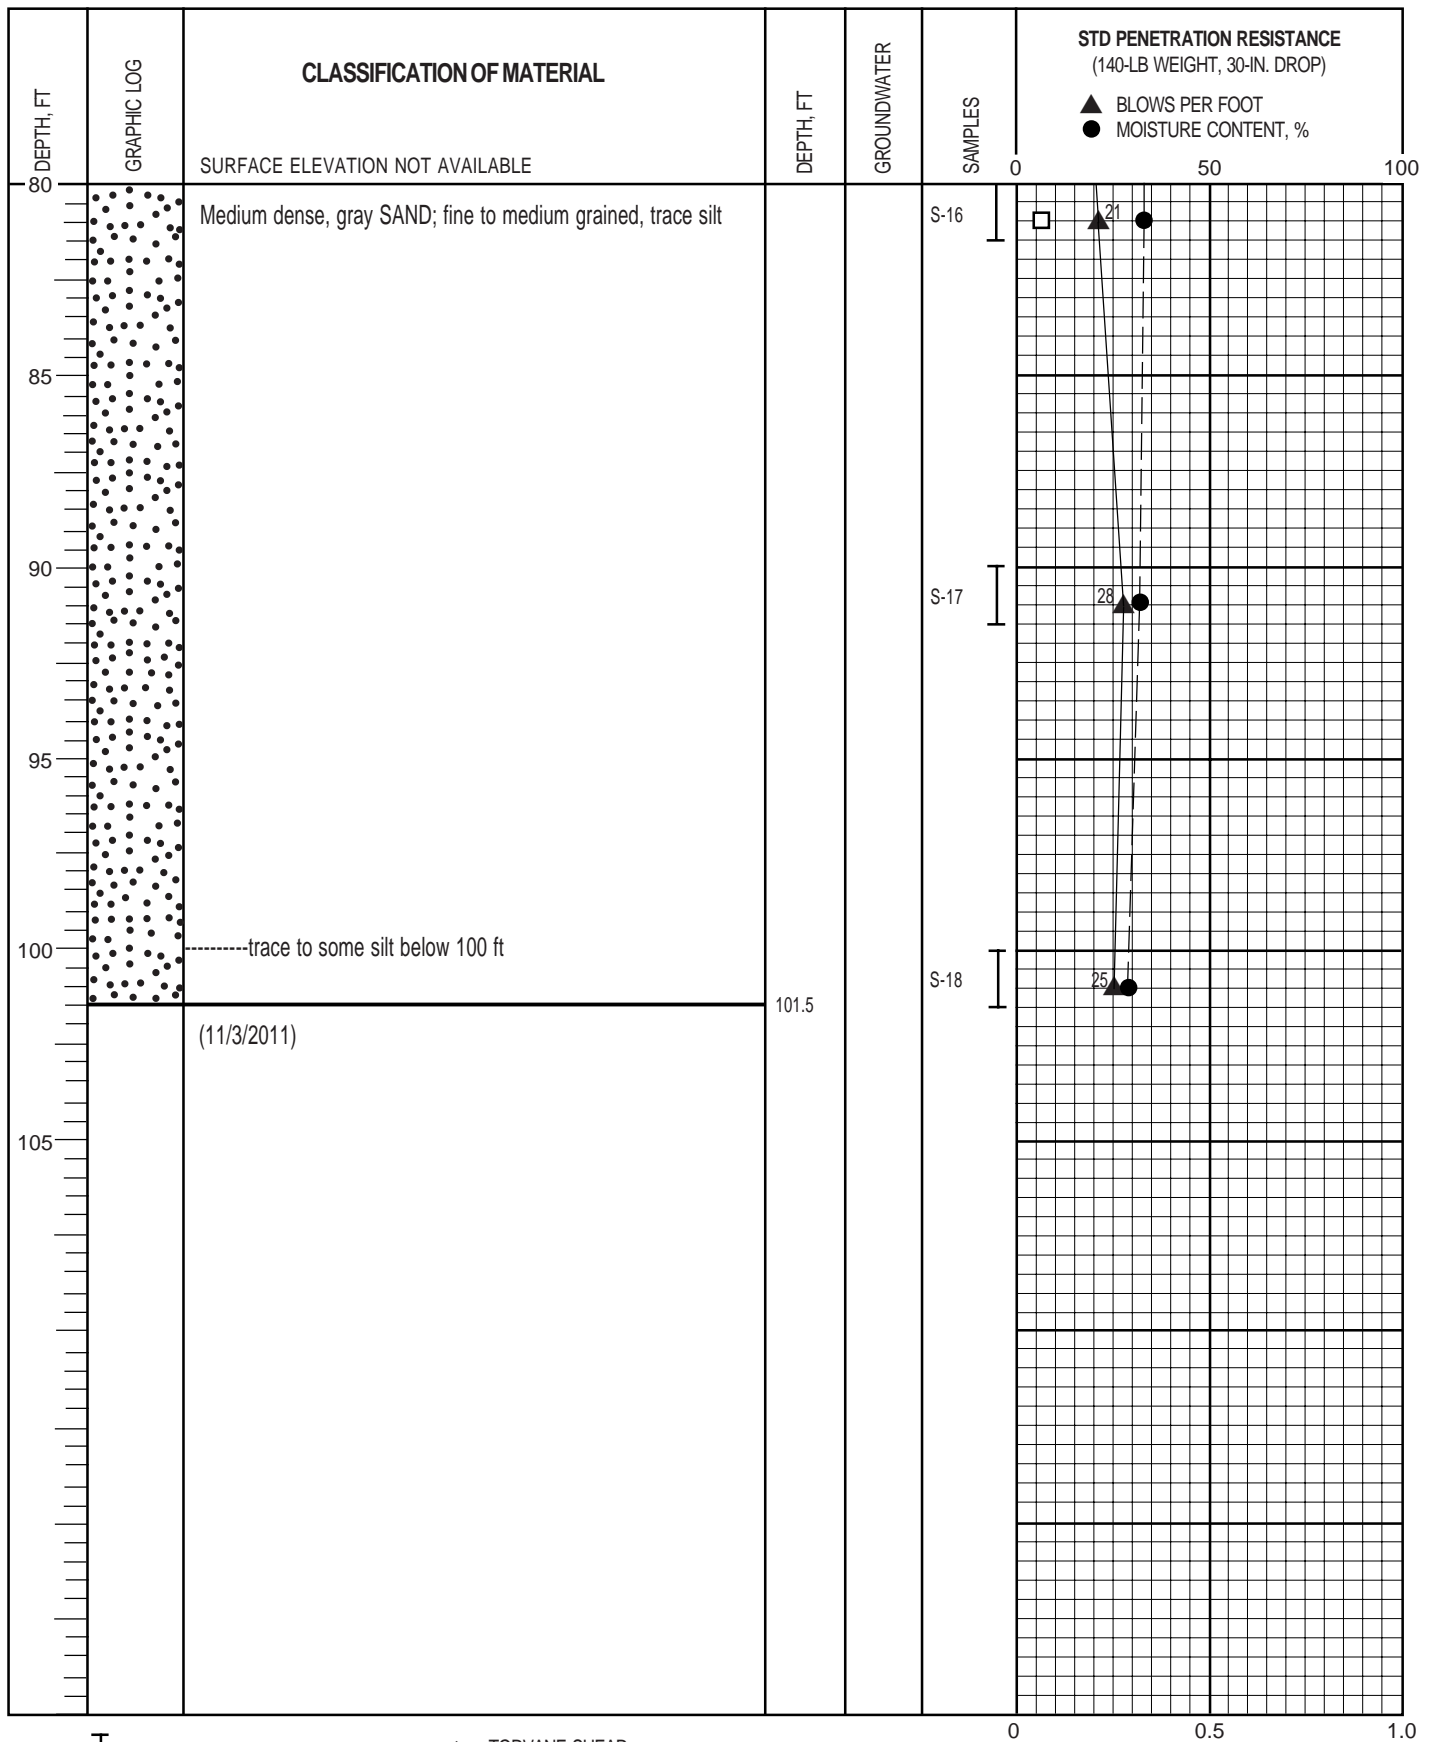 DEPTH, FT
GRAPHIC LOG
CLASSIFICATION OF MATERIAL
SURFACE ELEVATION NOT AVAILABLE
DEPTH, FT
GROUNDWATER
SAMPLES
STD PENETRATION RESISTANCE
(140-LB WEIGHT, 30-IN. DROP)
BLOWS PER FOOT
MOISTURE CONTENT, %
0 50 100
80
Medium dense, gray SAND; fine to medium grained, trace silt
S-16
21
85
90
S-17
28
95
100
--------trace to some silt below 100 ft
S-18
25
101.5
(11/3/2011)
105
0 0.5 1.0